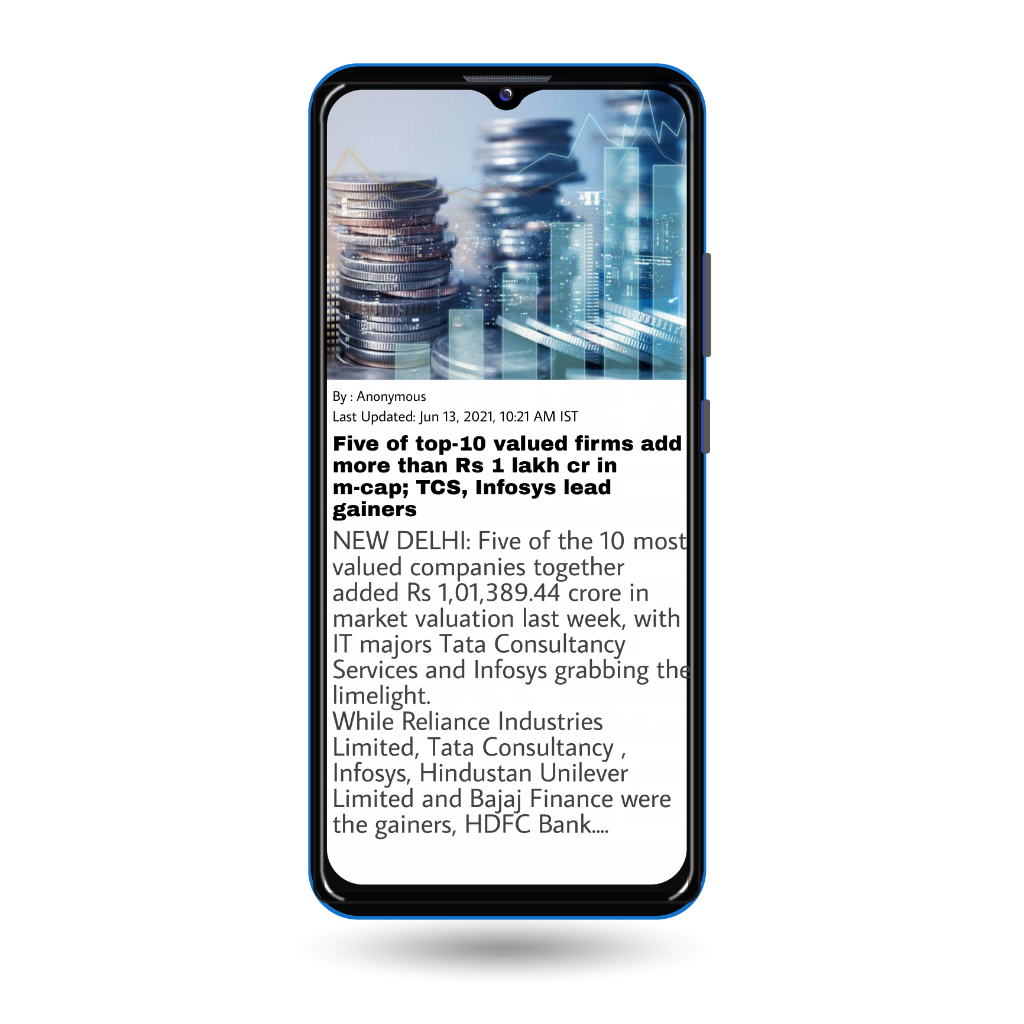 By : Anonymous
Last Updated: Jun 13, 2021, 10:21 AM IST
Five of top-10 valued firms add
more than Rs 1 lakh cr in
m-cap; TCS, Infosys lead
gainers
NEW DELHI: Five of the 10 most
valued companies together
added Rs 1,01,389.44 crore in
market valuation last week, with
IT majors Tata Consultancy
Services and Infosys grabbing the
limelight.
While Reliance Industries
Limited, Tata Consultancy ,
Infosys, Hindustan Unilever
Limited and Bajaj Finance were
the gainers, HDFC Bank....